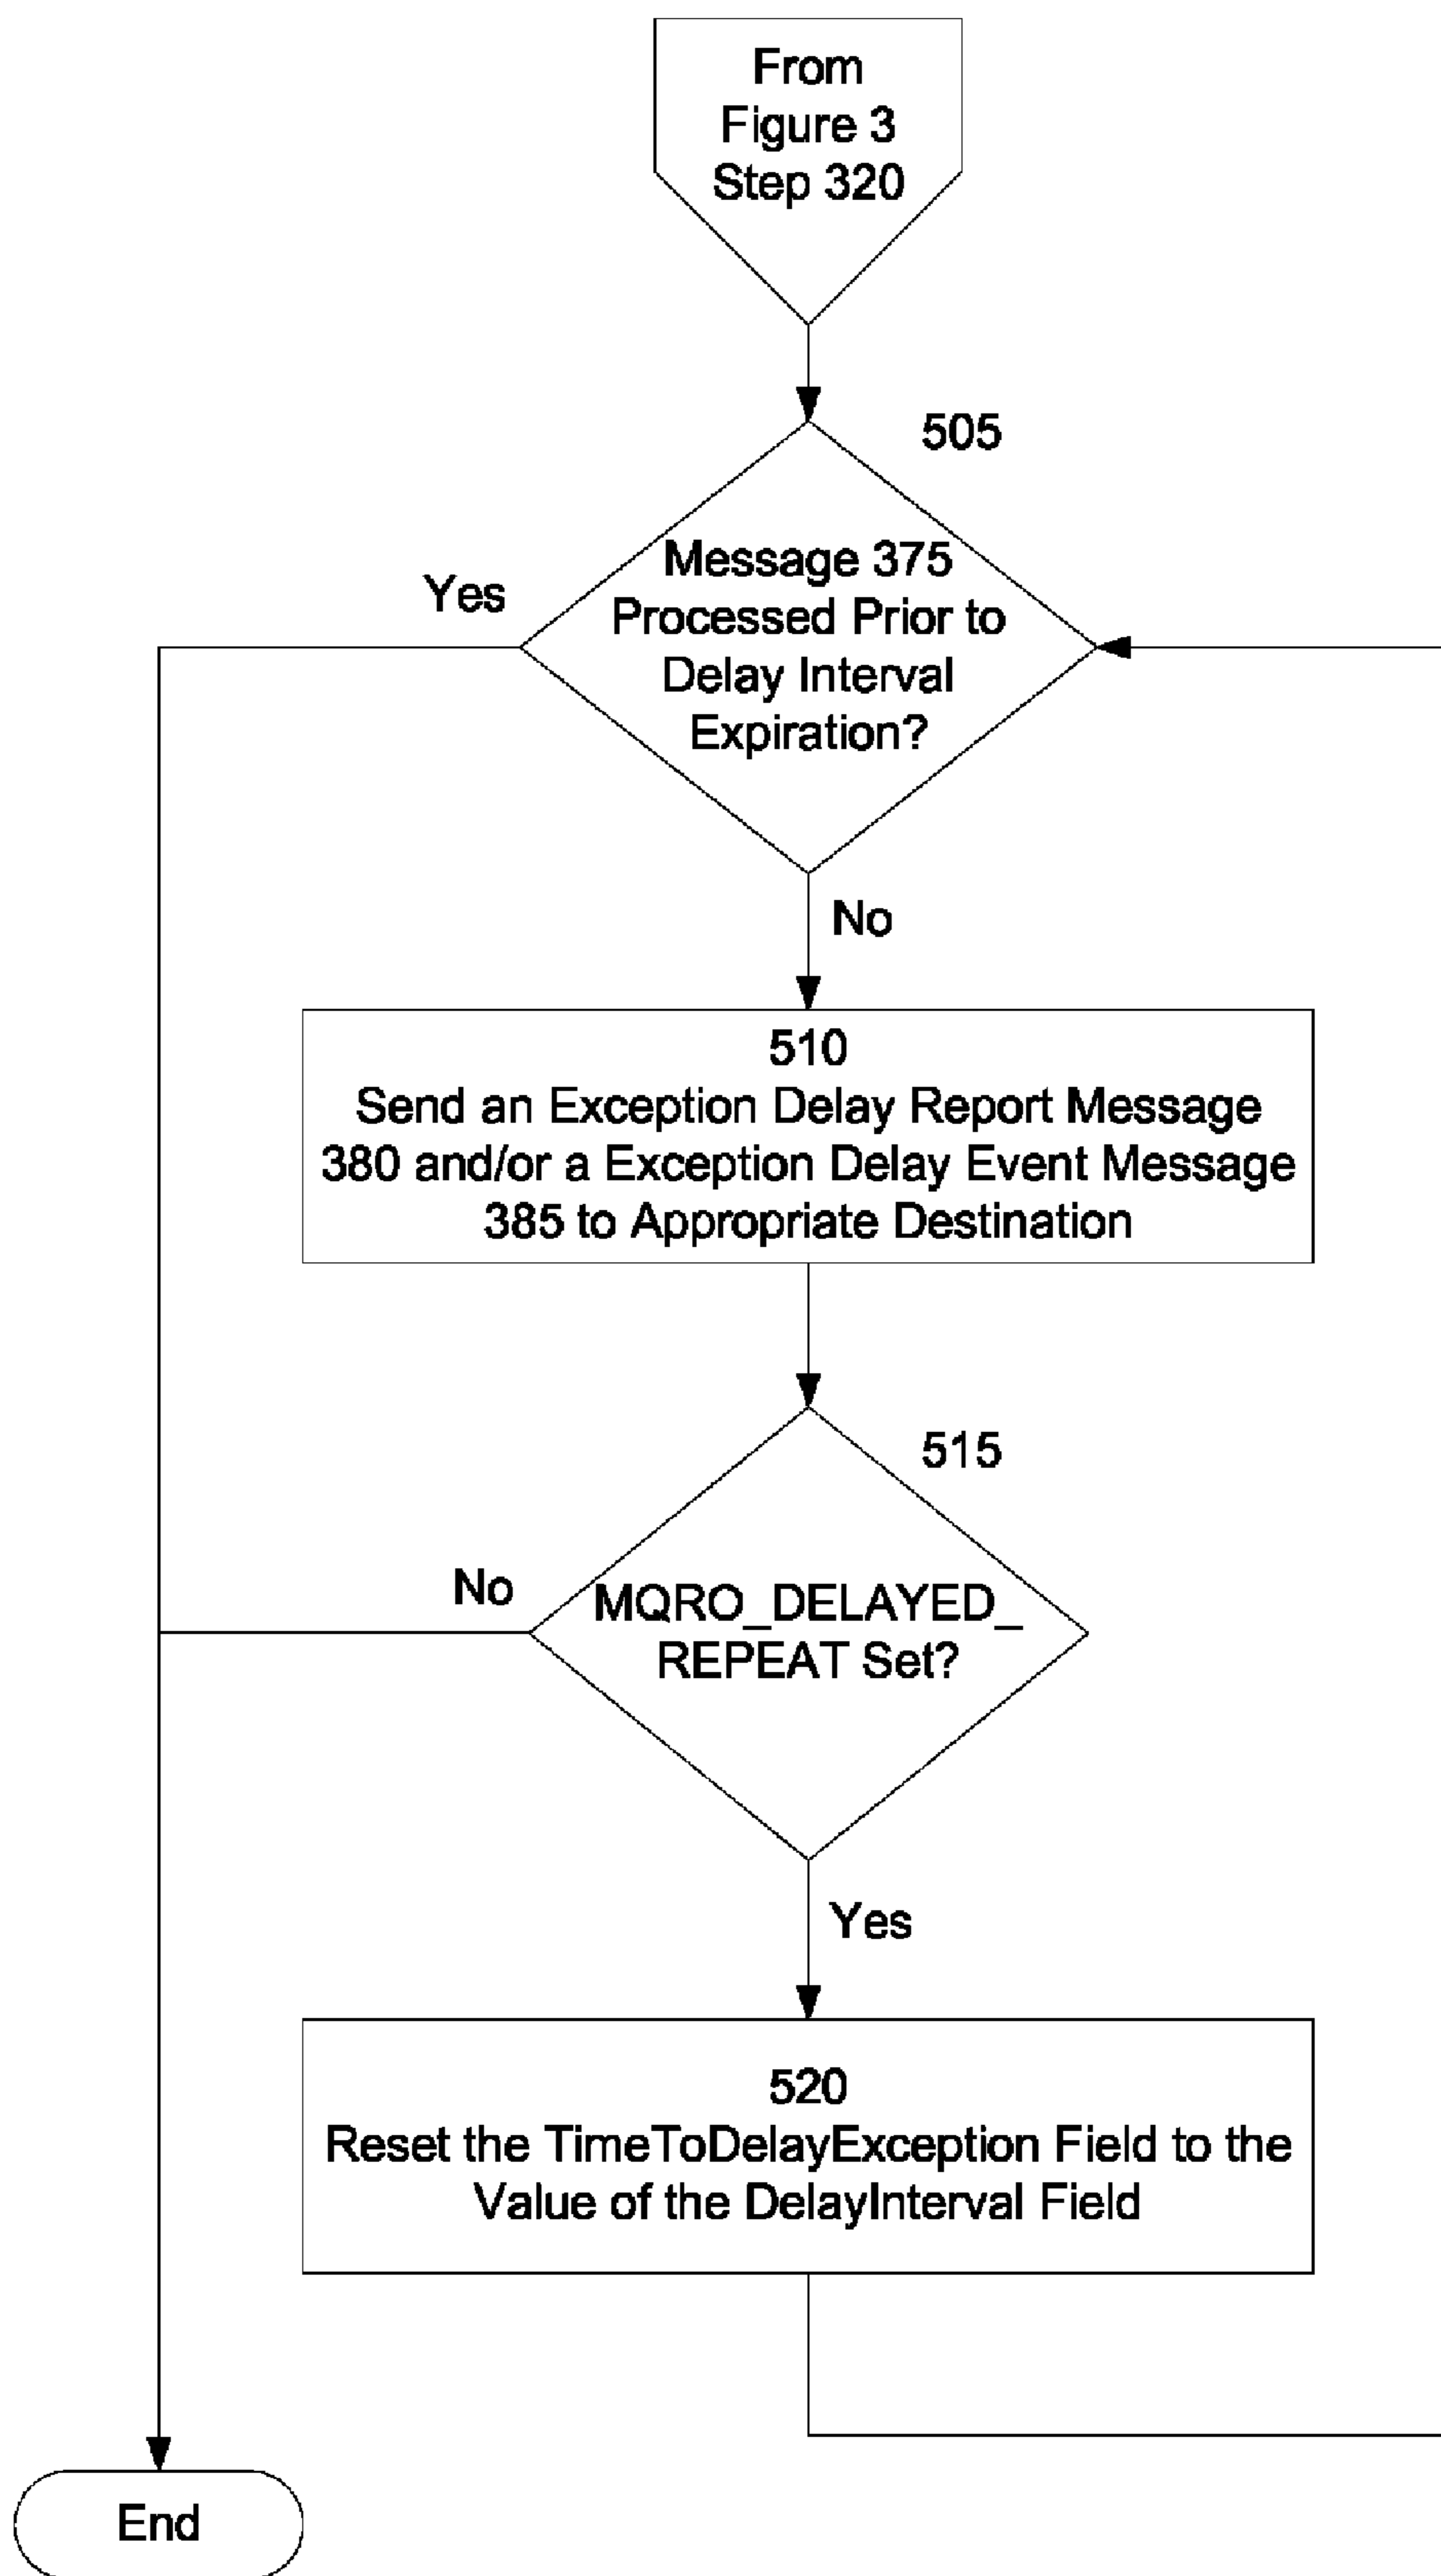 From
Figure 3
Step 320
505
Message 375
Processed Prior to
Delay Interval
Expiration?
Yes
No
510
Send an Exception Delay Report Message
380 and/or a Exception Delay Event Message
385 to Appropriate Destination
515
MQRO_DELAYED_
REPEAT Set?
No
Yes
520
Reset the TimeToDelayException Field to the
Value of the DelayInterval Field
End